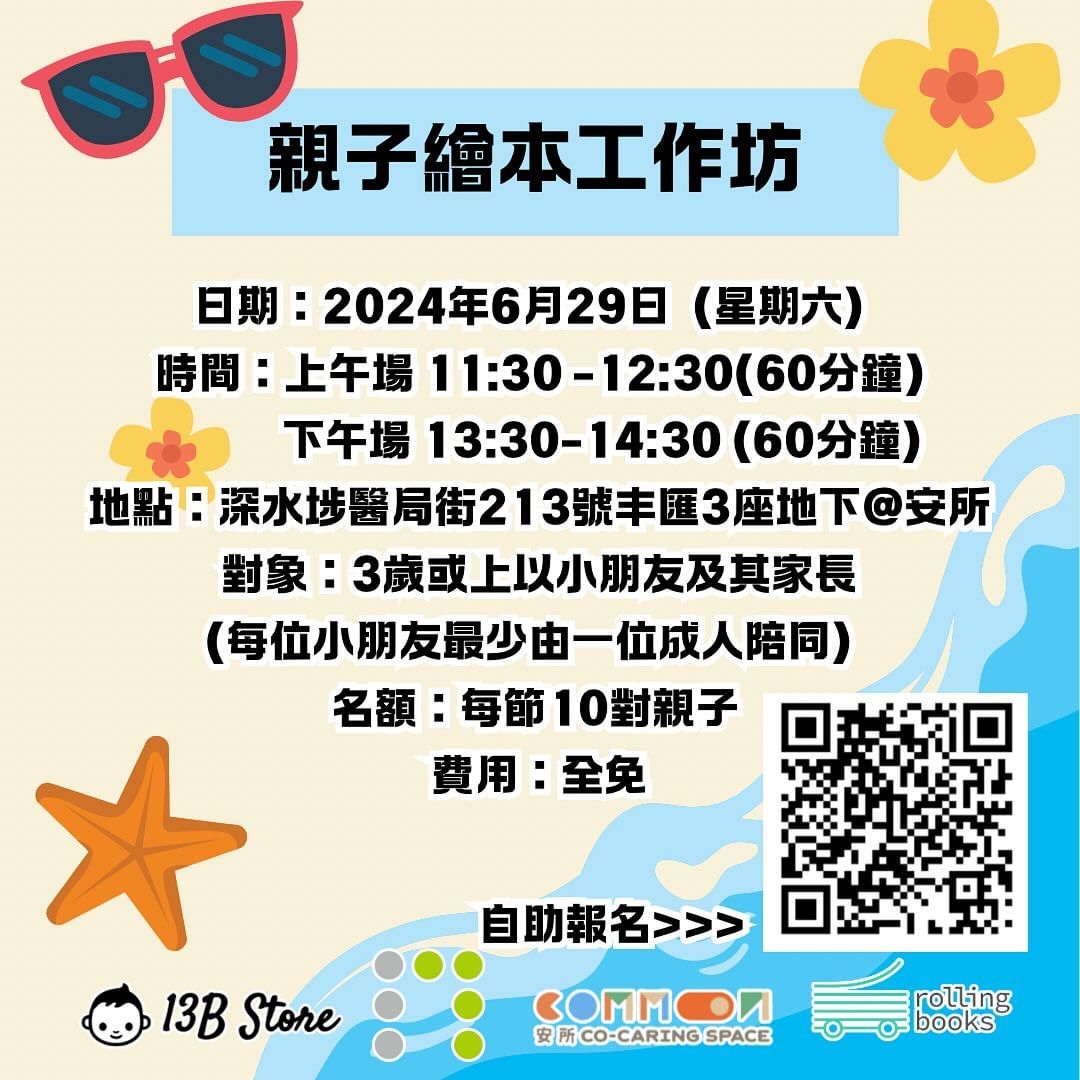 親子繪本工作坊
日期：2024年6月29日 (星期六)
時間：上午場 11:30 -12:30(60分鐘)
下午場 13:30-14:30 (60分鐘)
地點：深水埗醫局街213號丰匯3座地下@安所
對象：3歲或上以小朋友及其家長
(每位小朋友最少由一位成人陪同)
名額：每節10對親子
費用：全免
自助報名>>>
13B Store
COMMON
安所 CO-CARING SPACE
rolling
books